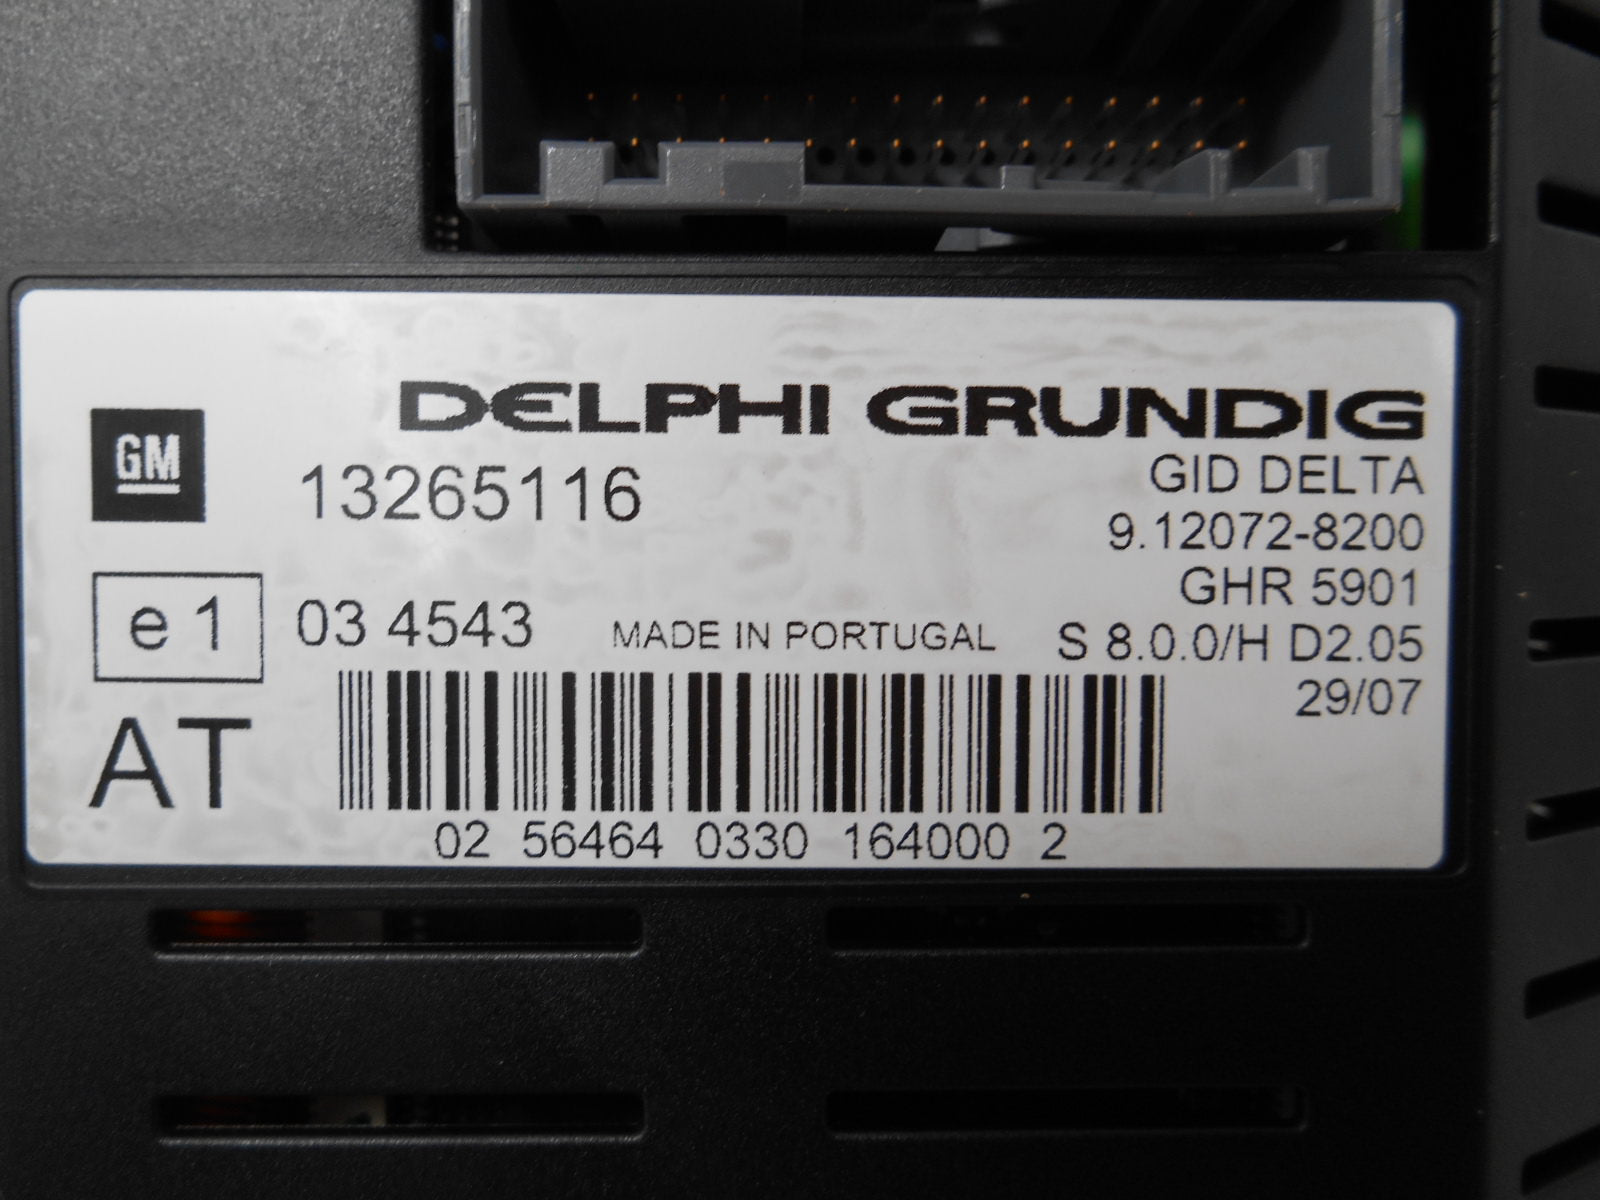 DELPHI GRUNDIG
GM
13265116
GID DELTA
9.12072-8200
GHR 5901
e1
03 4543
MADE IN PORTUGAL
S 8.0.0/H D2.05
29/07
AT
02 56464 0330 164000 2